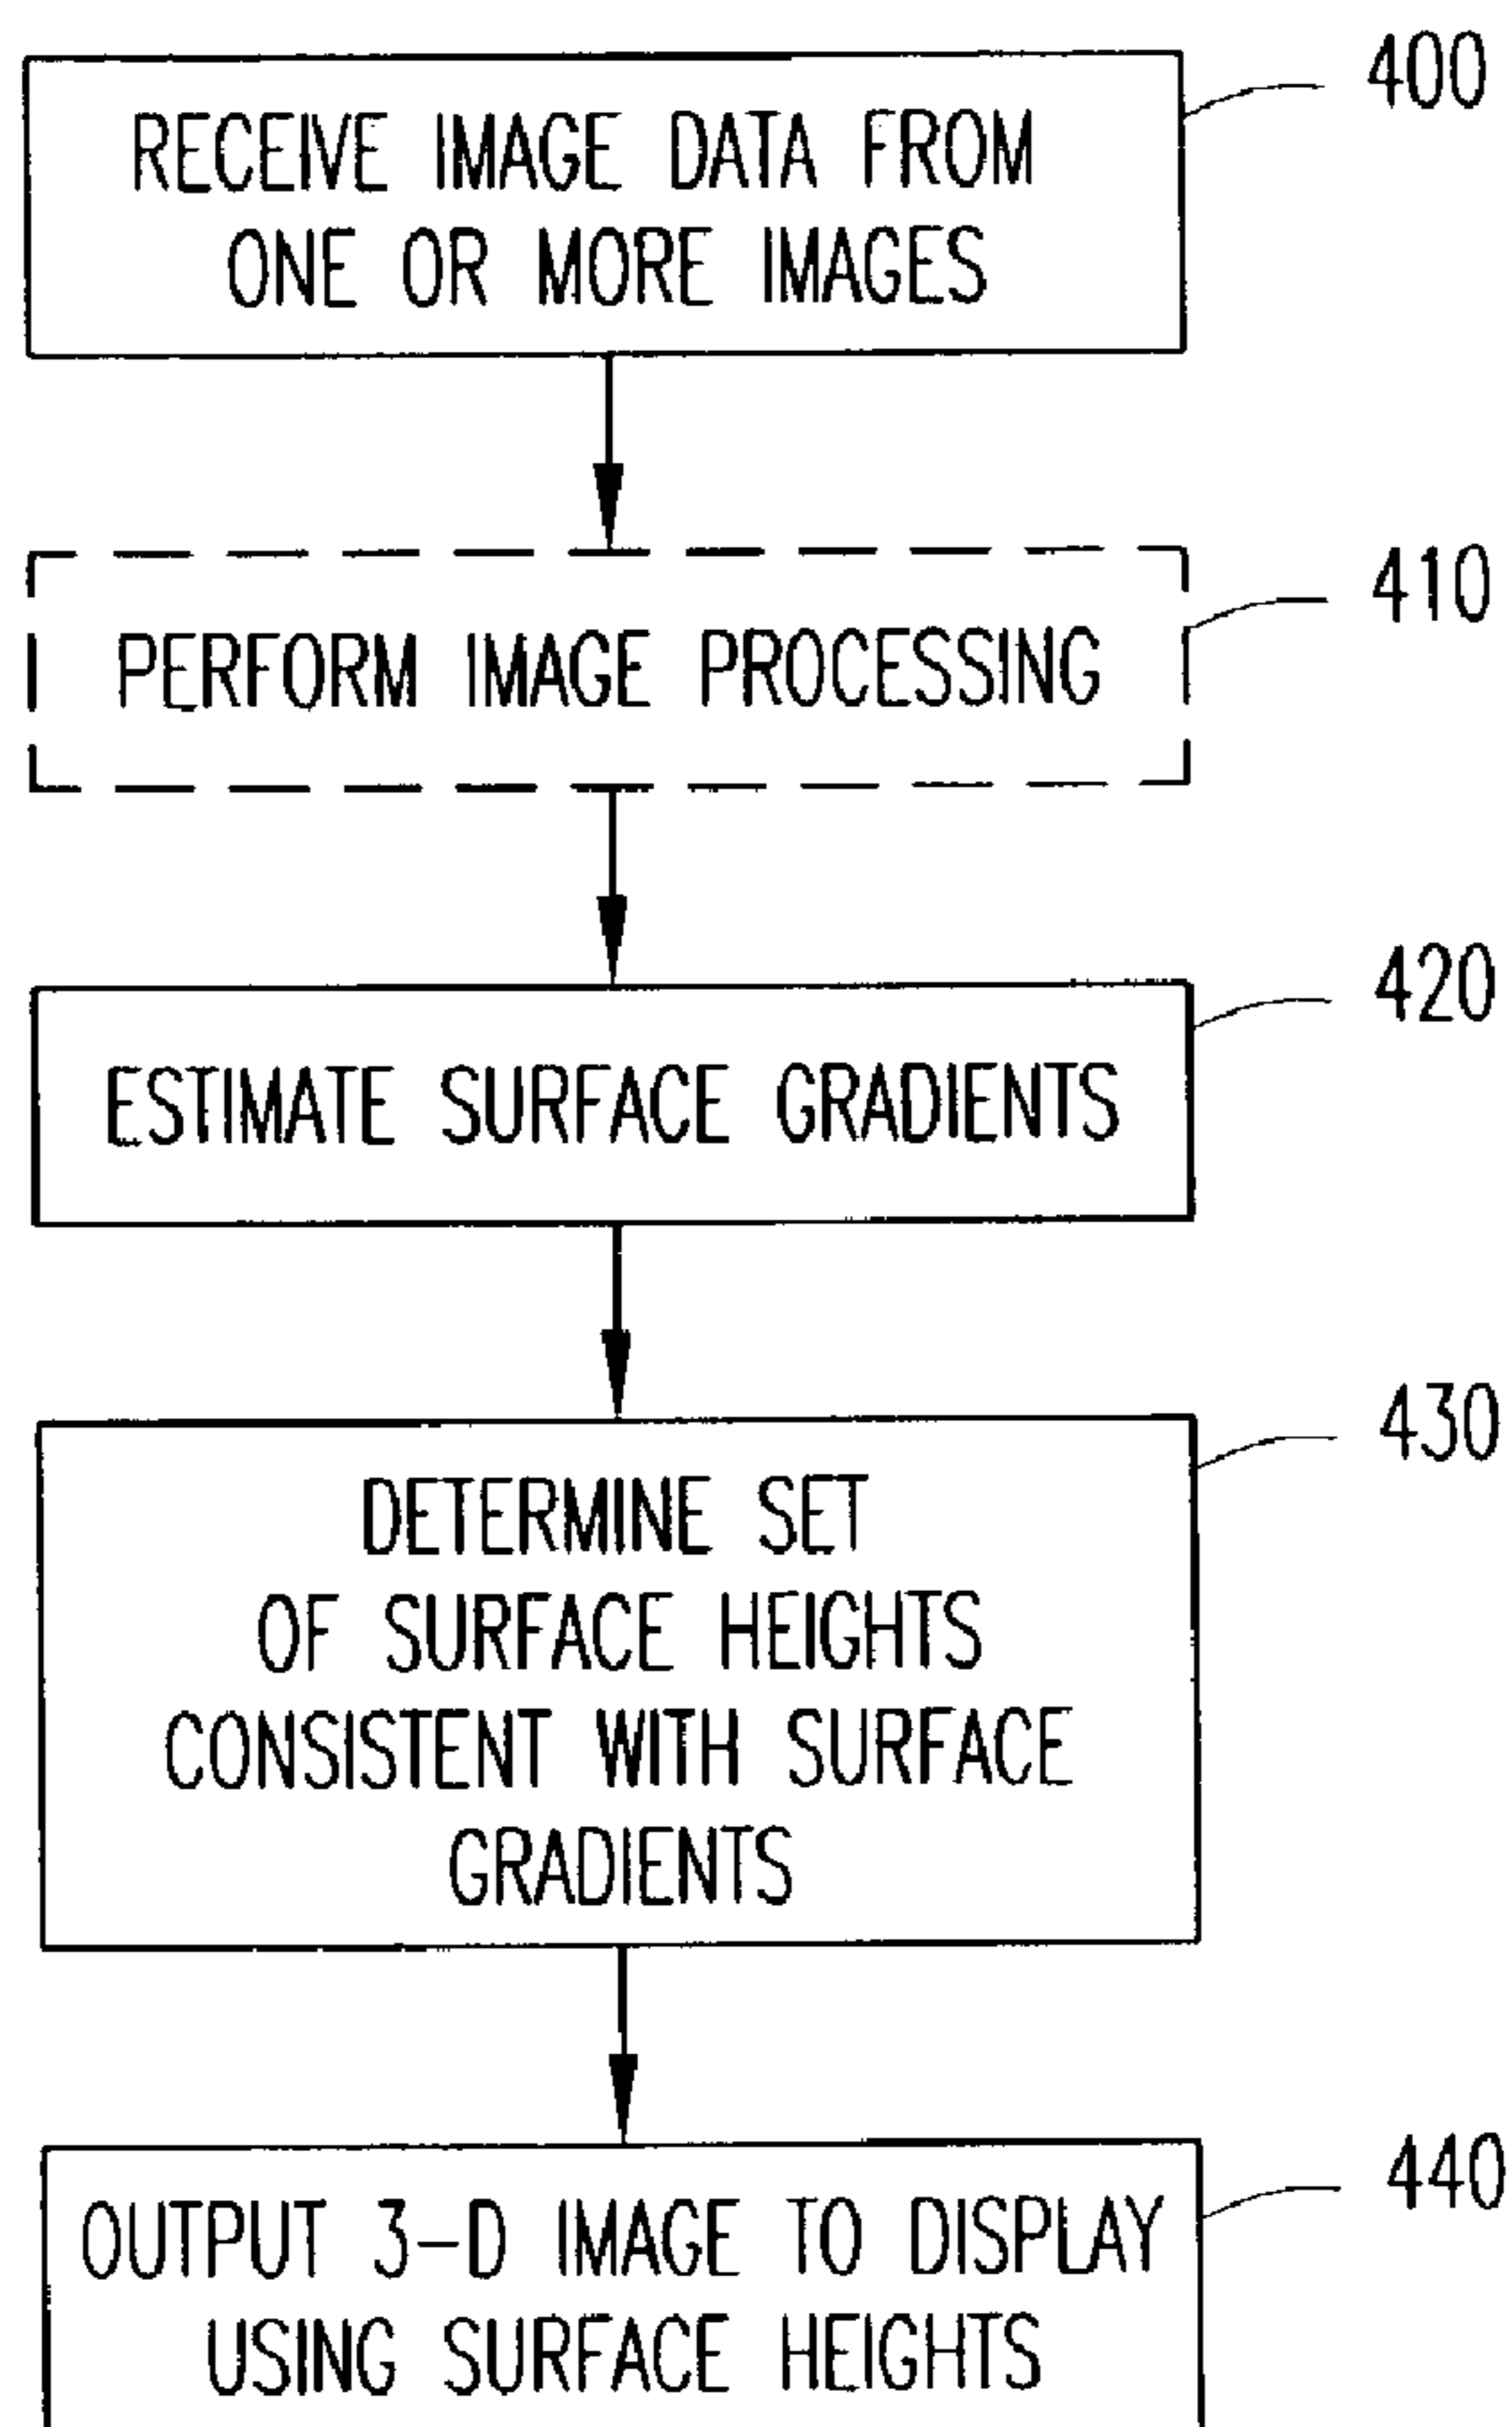 400
RECEIVE IMAGE DATA FROM
ONE OR MORE IMAGES
410
PERFORM IMAGE PROCESSING
420
ESTIMATE SURFACE GRADIENTS
430
DETERMINE SET
OF SURFACE HEIGHTS
CONSISTENT WITH SURFACE
GRADIENTS
440
OUTPUT 3-D IMAGE TO DISPLAY
USING SURFACE HEIGHTS